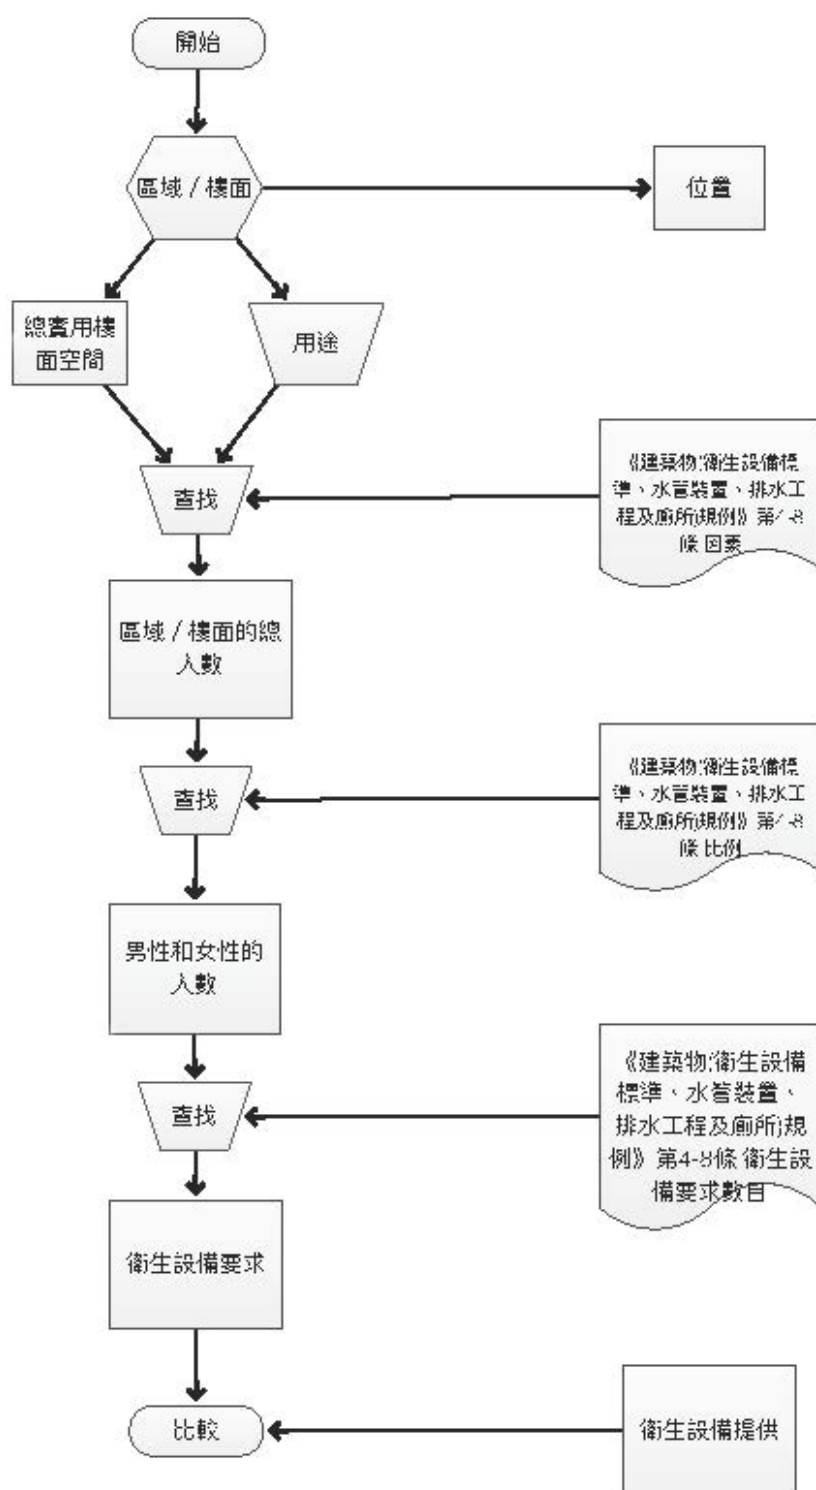 開始
區域 / 樓面
位置
總實用樓
面空間
用途
查找
《建築物(衛生設備標
準、水管裝置、排水工
程及廁所)規例》第4-8
條 因素
區域 / 樓面的總
人數
查找
《建築物(衛生設備標
準、水管裝置、排水工
程及廁所)規例》第4-8
條 比例
男性和女性的
人數
查找
《建築物(衛生設備
標準、水管裝置、
排水工程及廁所)規
例》第4-8條 衛生設
備要求數目
衛生設備要求
比較
衛生設備提供